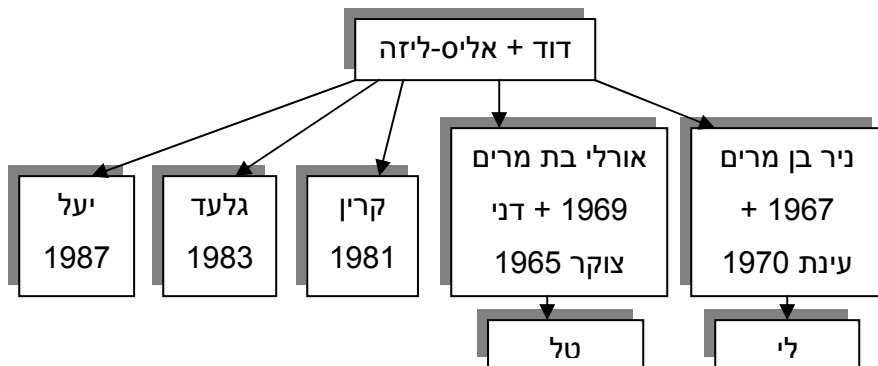 דוד + אליס-ליזה
ניר בן מרים
1967 +
עינת 1970
אורלי בת מרים
1969 + דני
צוקר 1965
קרין
1981
גלעד
1983
יעל
1987
לי
טל